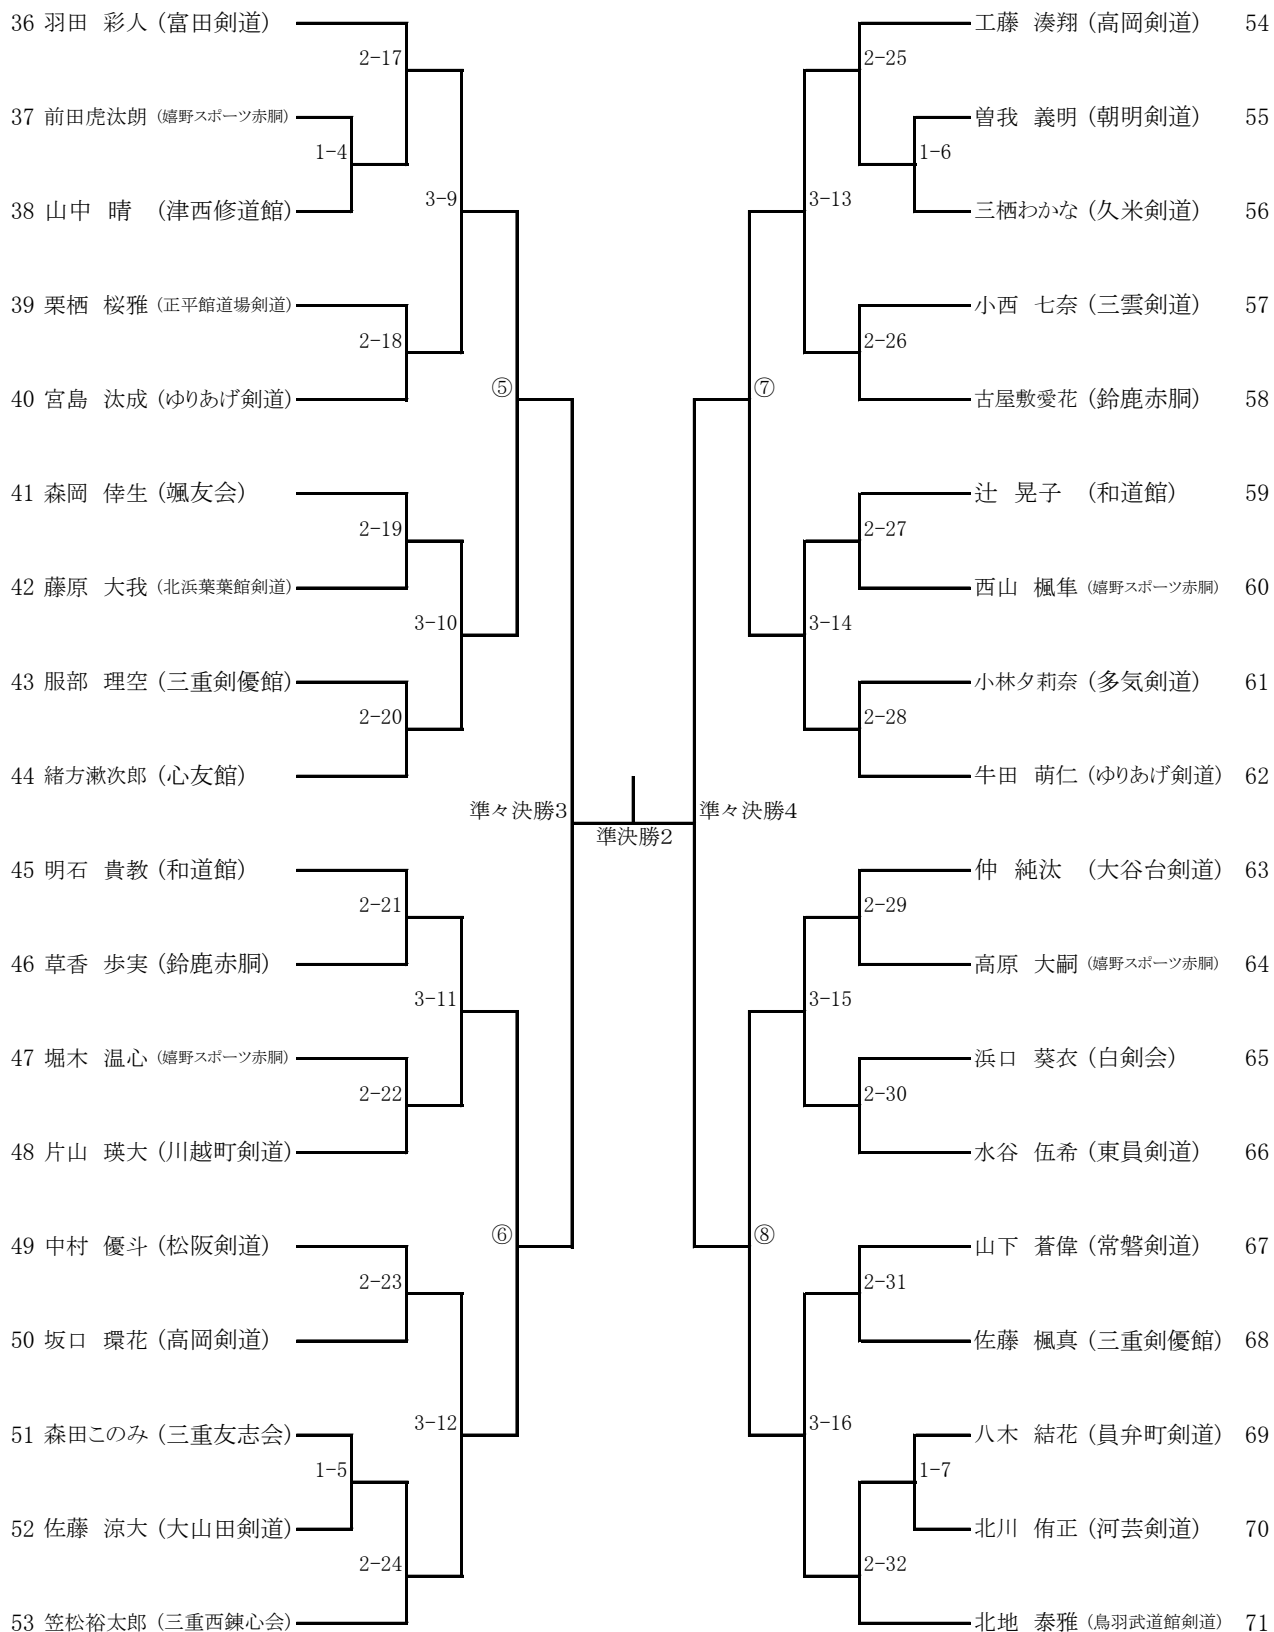 36 羽田 彩人 (富田剣道)
2-17
37 前田虎汰朗 (嬉野スポーツ赤胴)
1-4
38 山中 晴 (津西修道館)
3-9
39 栗栖 桜雅 (正平館道場剣道)
2-18
40 宮島 汰成 (ゆりあげ剣道)
⑤
41 森岡 倖生 (颯友会)
2-19
42 藤原 大我 (北浜葉葉館剣道)
3-10
43 服部 理空 (三重剣優館)
2-20
44 緒方漱次郎 (心友館)
準々決勝3
45 明石 貴教 (和道館)
2-21
46 草香 歩実 (鈴鹿赤胴)
3-11
47 堀木 温心 (嬉野スポーツ赤胴)
2-22
48 片山 瑛大 (川越町剣道)
⑥
49 中村 優斗 (松阪剣道)
2-23
50 坂口 環花 (高岡剣道)
3-12
51 森田このみ (三重友志会)
1-5
52 佐藤 涼大 (大山田剣道)
2-24
53 笠松裕太郎 (三重西錬心会)
準決勝2
工藤 湊翔 (高岡剣道) 54
2-25
曽我 義明 (朝明剣道) 55
1-6
三栖わかな (久米剣道) 56
3-13
小西 七奈 (三雲剣道) 57
2-26
古屋敷愛花 (鈴鹿赤胴) 58
⑦
辻 晃子 (和道館) 59
2-27
西山 楓隼 (嬉野スポーツ赤胴) 60
3-14
小林夕莉奈 (多気剣道) 61
2-28
牛田 萌仁 (ゆりあげ剣道) 62
準々決勝4
仲 純汰 (大谷台剣道) 63
2-29
高原 大嗣 (嬉野スポーツ赤胴) 64
3-15
浜口 葵衣 (白剣会) 65
2-30
水谷 伍希 (東員剣道) 66
⑧
山下 蒼偉 (常磐剣道) 67
2-31
佐藤 楓真 (三重剣優館) 68
3-16
八木 結花 (員弁町剣道) 69
1-7
北川 侑正 (河芸剣道) 70
2-32
北地 泰雅 (鳥羽武道館剣道) 71